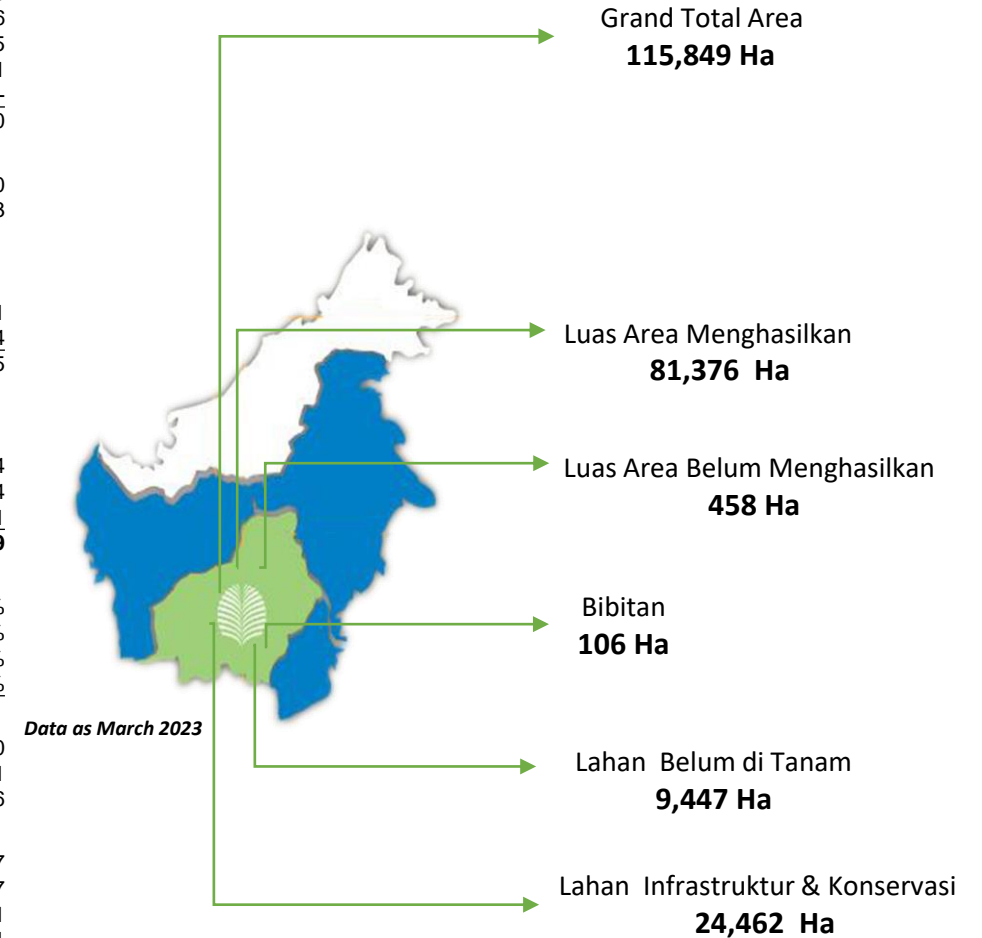 Grand Total Area
115,849 Ha
Luas Area Menghasilkan
81,376 Ha
Luas Area Belum Menghasilkan
458 Ha
Bibitan
106 Ha
Data as March 2023
Lahan Belum di Tanam
9,447 Ha
Lahan Infrastruktur & Konservasi
24,462 Ha